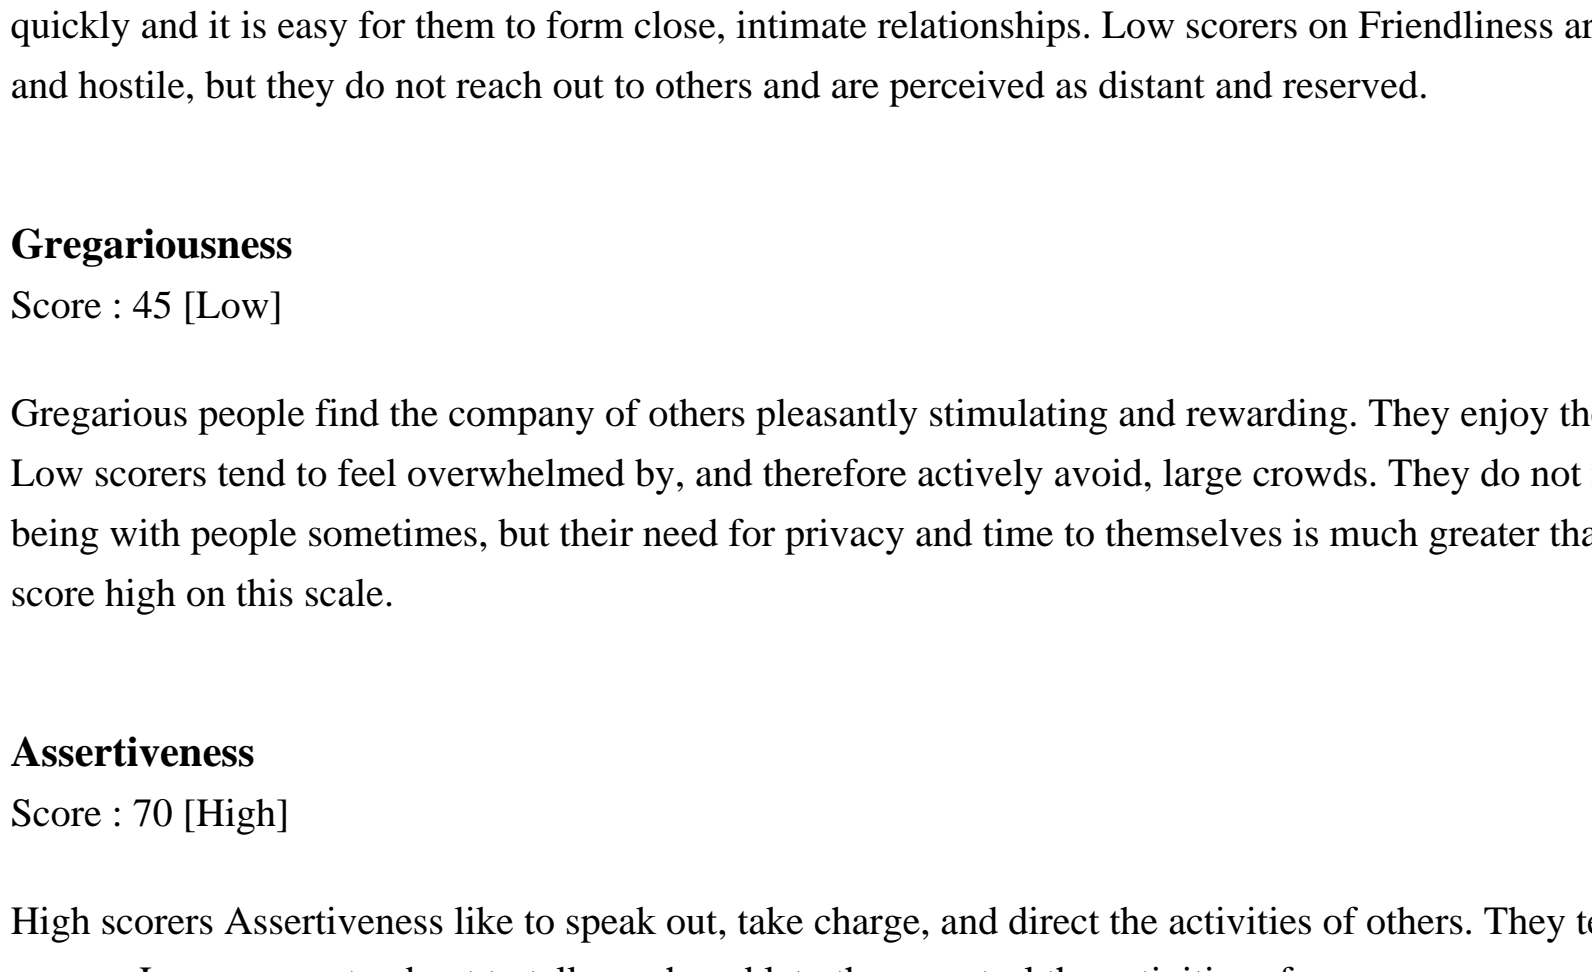 quickly and it is easy for them to form close, intimate relationships. Low scorers on Friendliness
and hostile, but they do not reach out to others and are perceived as distant and reserved.
Gregariousness
Score : 45 [Low]
Gregarious people find the company of others pleasantly stimulating and rewarding. They enjoy
Low scorers tend to feel overwhelmed by, and therefore actively avoid, large crowds. They do not
being with people sometimes, but their need for privacy and time to themselves is much greater
score high on this scale.
Assertiveness
Score : 70 [High]
High scorers Assertiveness like to speak out, take charge, and direct the activities of others. They